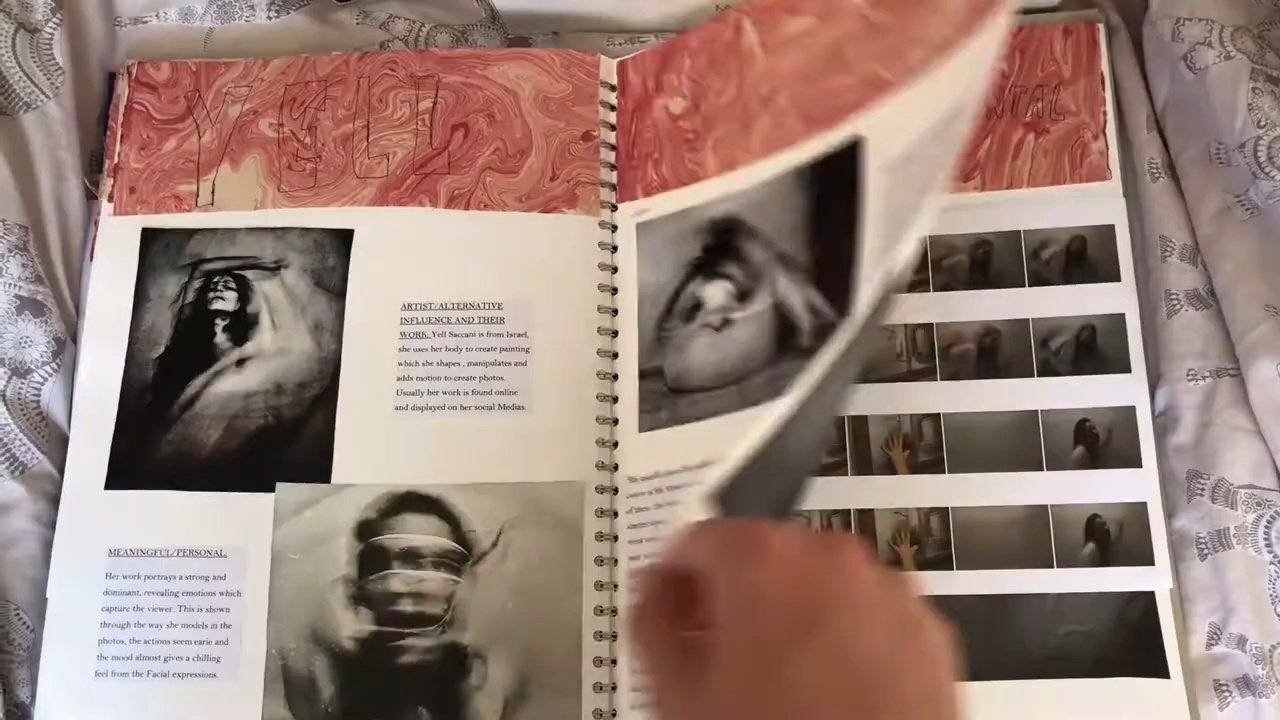 YELL
NTAL
ARTIST/ALTERNATIVE
INFLUENCE AND THEIR
WORK. Yell Saccani is from Israel,
she uses her body to create painting
which she shapes , manipulates and
adds motion to create photos.
Usually her work is found online
and displayed on her social Medias.
MEANINGFUL/PERSONAL.
Her work portrays a strong and
dominant, revealing emotions which
capture the viewer. This is shown
through the way she models in the
photos, the actions seem earie and
the mood almost gives a chilling
feel from the Facial expressions.